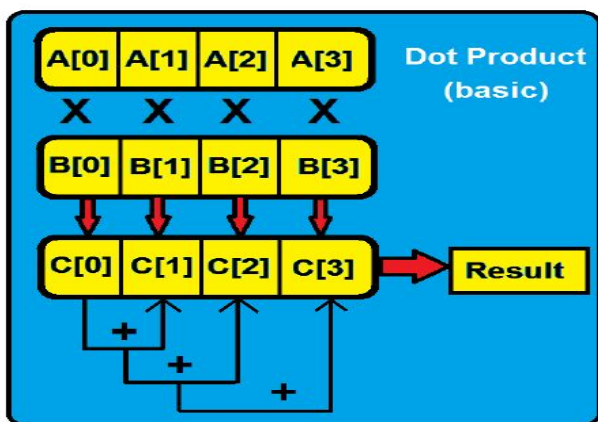 A[0] A[1] A[2] A[3]
Dot Product
(basic)
X X X X
B[0] B[1] B[2] B[3]
C[0] C[1] C[2] C[3]
Result
+
+
+